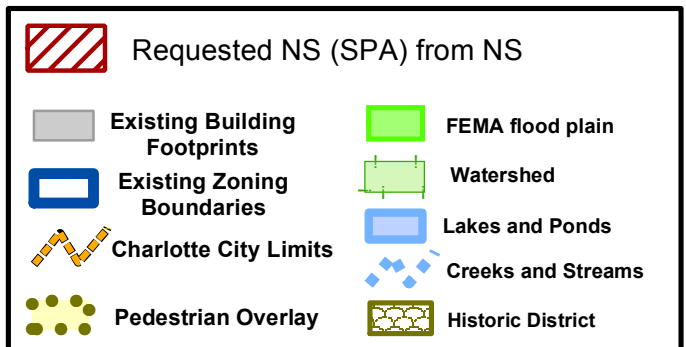 Requested NS (SPA) from NS
Existing Building
Footprints
Existing Zoning
Boundaries
Charlotte City Limits
Pedestrian Overlay
FEMA flood plain
Watershed
Lakes and Ponds
Creeks and Streams
Historic District